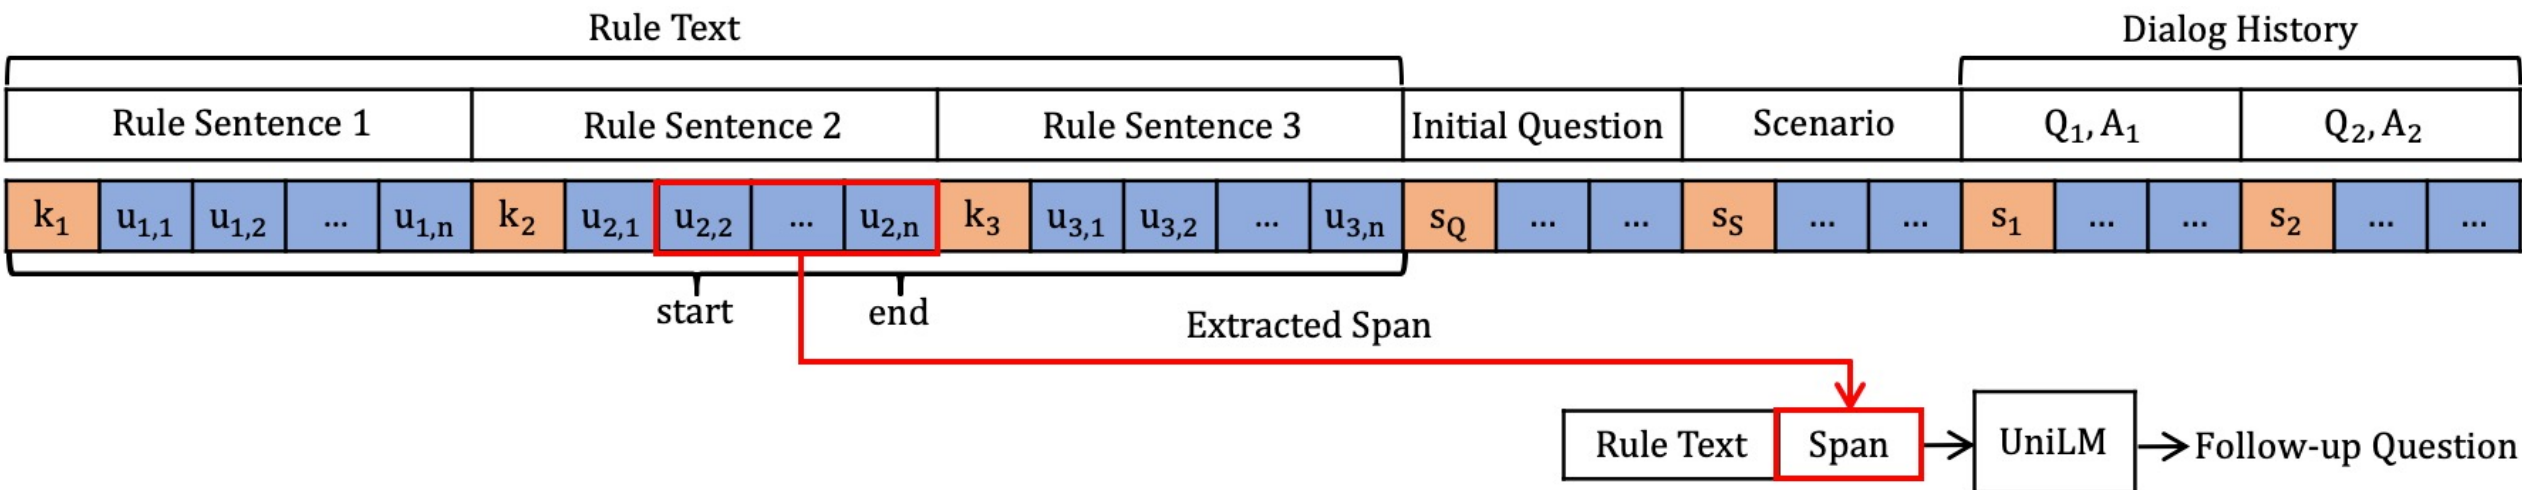 Rule Text Dialog History
Rule Sentence 1 Rule Sentence 2 Rule Sentence 3 Initial Question Scenario Q₁, A₁ Q₂, A₂
k₁ u₁,₁ u₁,₂ ... u₁,ₙ k₂ u₂,₁ u₂,₂ ... u₂,ₙ k₃ u₃,₁ u₃,₂ ... u₃,ₙ s_Q ... ... s_S ... ... s₁ ... ... s₂ ... ...
start end Extracted Span
Rule Text Span UniLM Follow-up Question